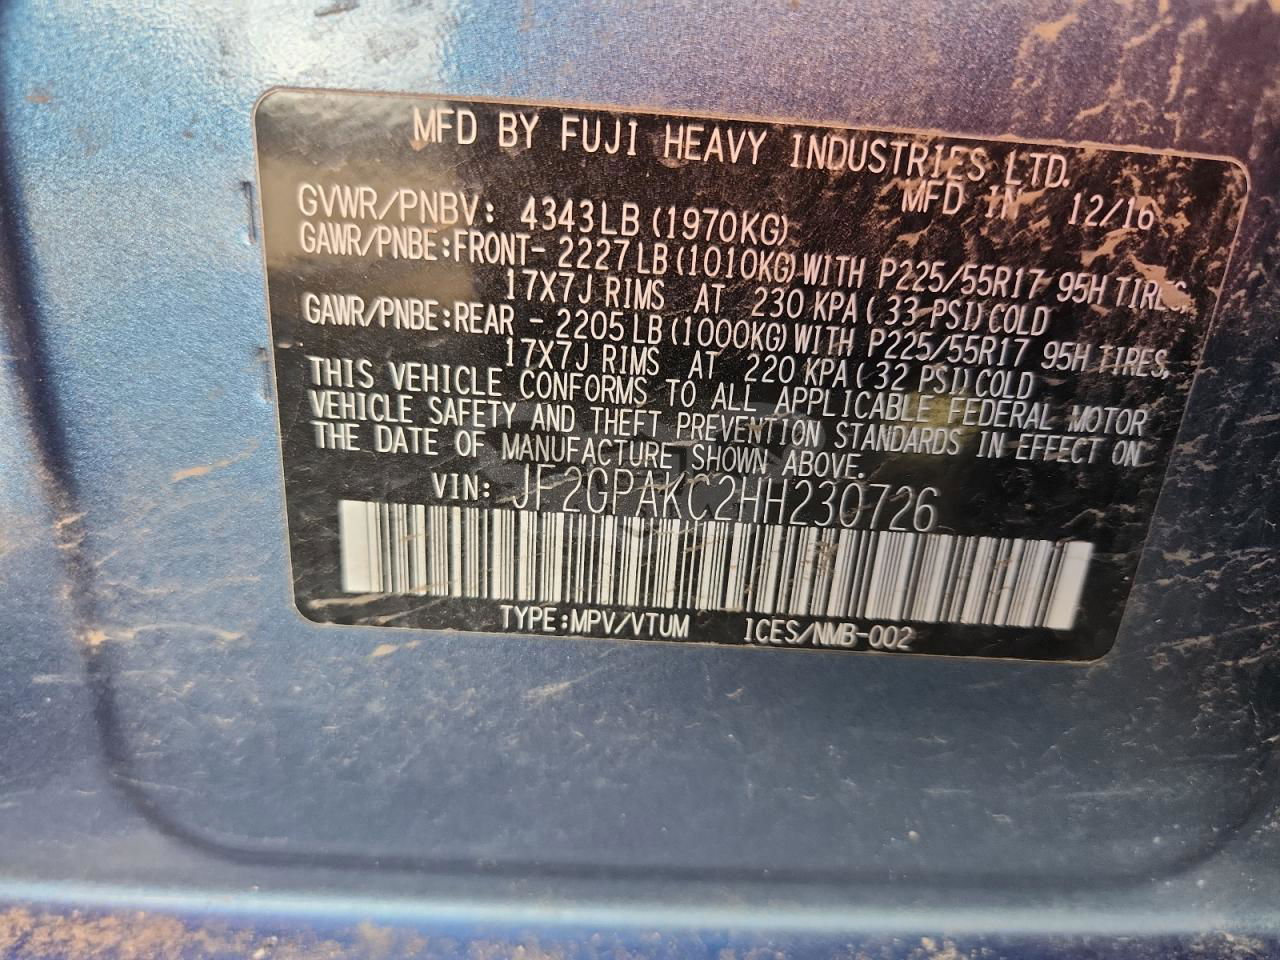 MFD BY FUJI HEAVY INDUSTRIES LTD.
MFD IN 12/16
GVWR/PNBV: 4343LB (1970KG)
GAWR/PNBE:FRONT- 2227LB(1010KG)WITH P225/55R17 95H TIRES,
17X7J RIMS AT 230 KPA( 33 PSI)COLD
GAWR/PNBE:REAR - 2205LB(1000KG)WITH P225/55R17 95H TIRES,
17X7J RIMS AT 220 KPA( 32 PSI)COLD
THIS VEHICLE CONFORMS TO ALL APPLICABLE FEDERAL MOTOR
VEHICLE SAFETY AND THEFT PREVENTION STANDARDS IN EFFECT ON
THE DATE OF MANUFACTURE SHOWN ABOVE.
VIN: JF2GPAKC2HH230726
TYPE:MPV/VTUM ICES/NMB-002